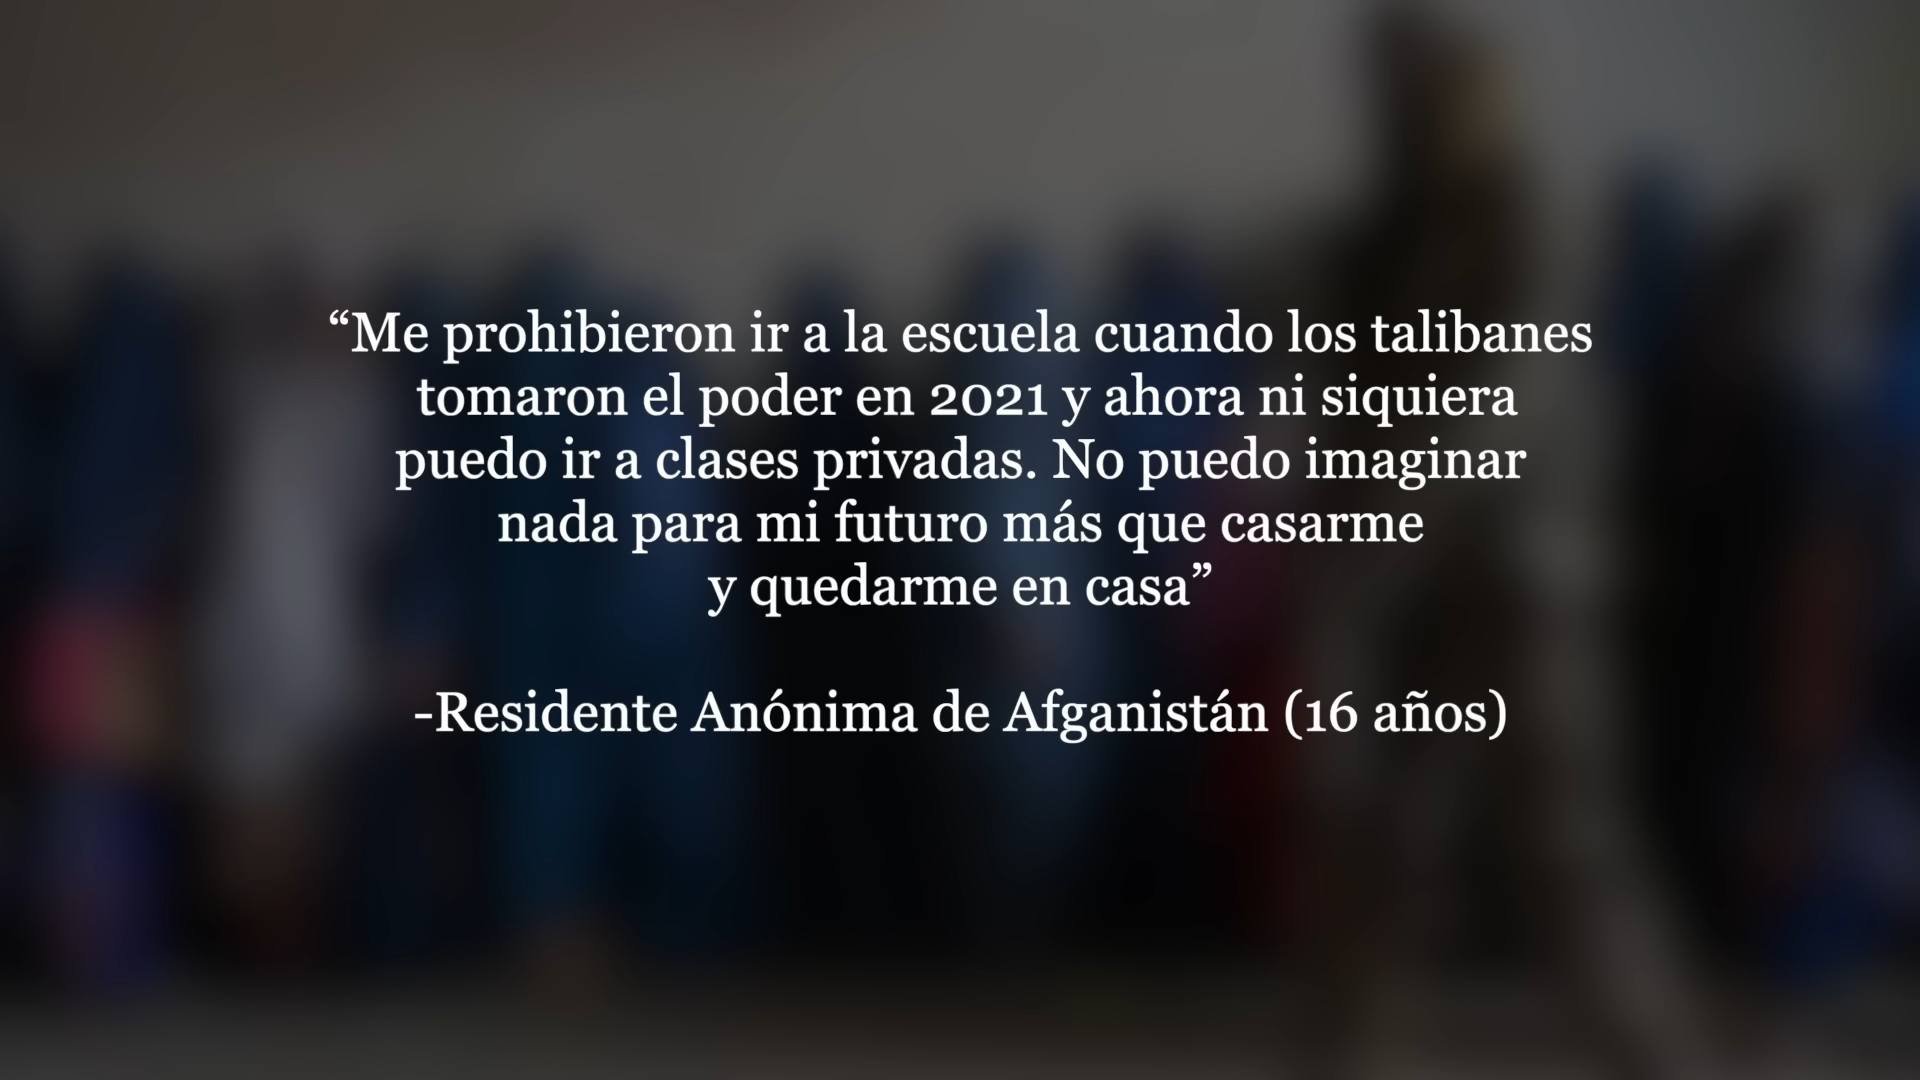 “Me prohibieron ir a la escuela cuando los talibanes
tomaron el poder en 2021 y ahora ni siquiera
puedo ir a clases privadas. No puedo imaginar
nada para mi futuro más que casarme
y quedarme en casa”
-Residente Anónima de Afganistán (16 años)